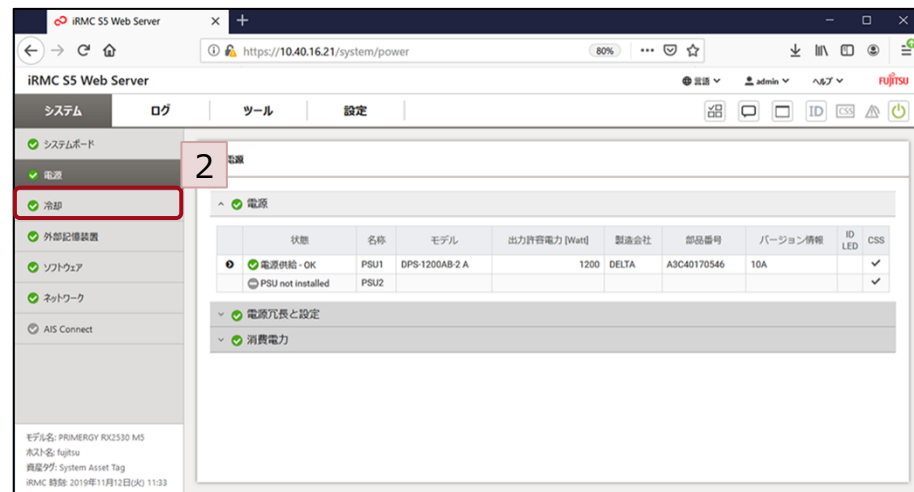 iRMC S5 Web Server
https://10.40.16.21/system/power
80%
iRMC S5 Web Server
言語
admin
ヘルプ
FUJITSU
システム
ログ
ツール
設定
ID
CSS
システムボード
電源
冷却
外部記憶装置
ソフトウェア
ネットワーク
AIS Connect
2
電源
電源
状態 名称 モデル 出力許容電力 [Watt] 製造会社 部品番号 バージョン情報 ID LED CSS
電源供給 - OK PSU1 DPS-1200AB-2 A 1200 DELTA A3C40170546 10A
PSU not installed PSU2
電源冗長と設定
消費電力
モデル名: PRIMERGY RX2530 M5
ホスト名: fujitsu
資産タグ: System Asset Tag
iRMC 時刻: 2019年11月12日(火) 11:33